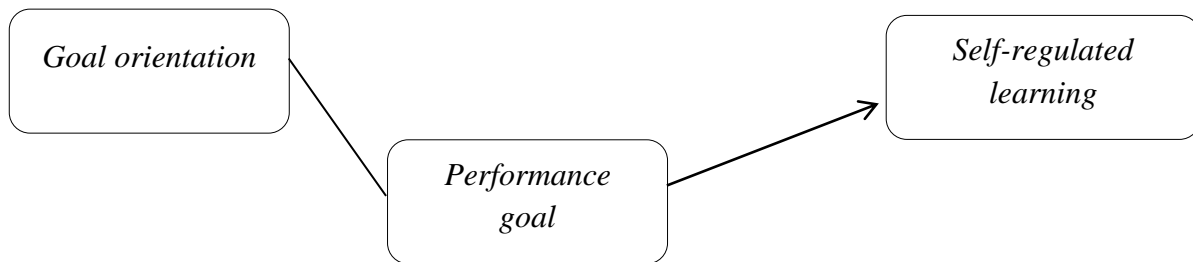 Goal orientation
Self-regulated
learning
Performance
goal